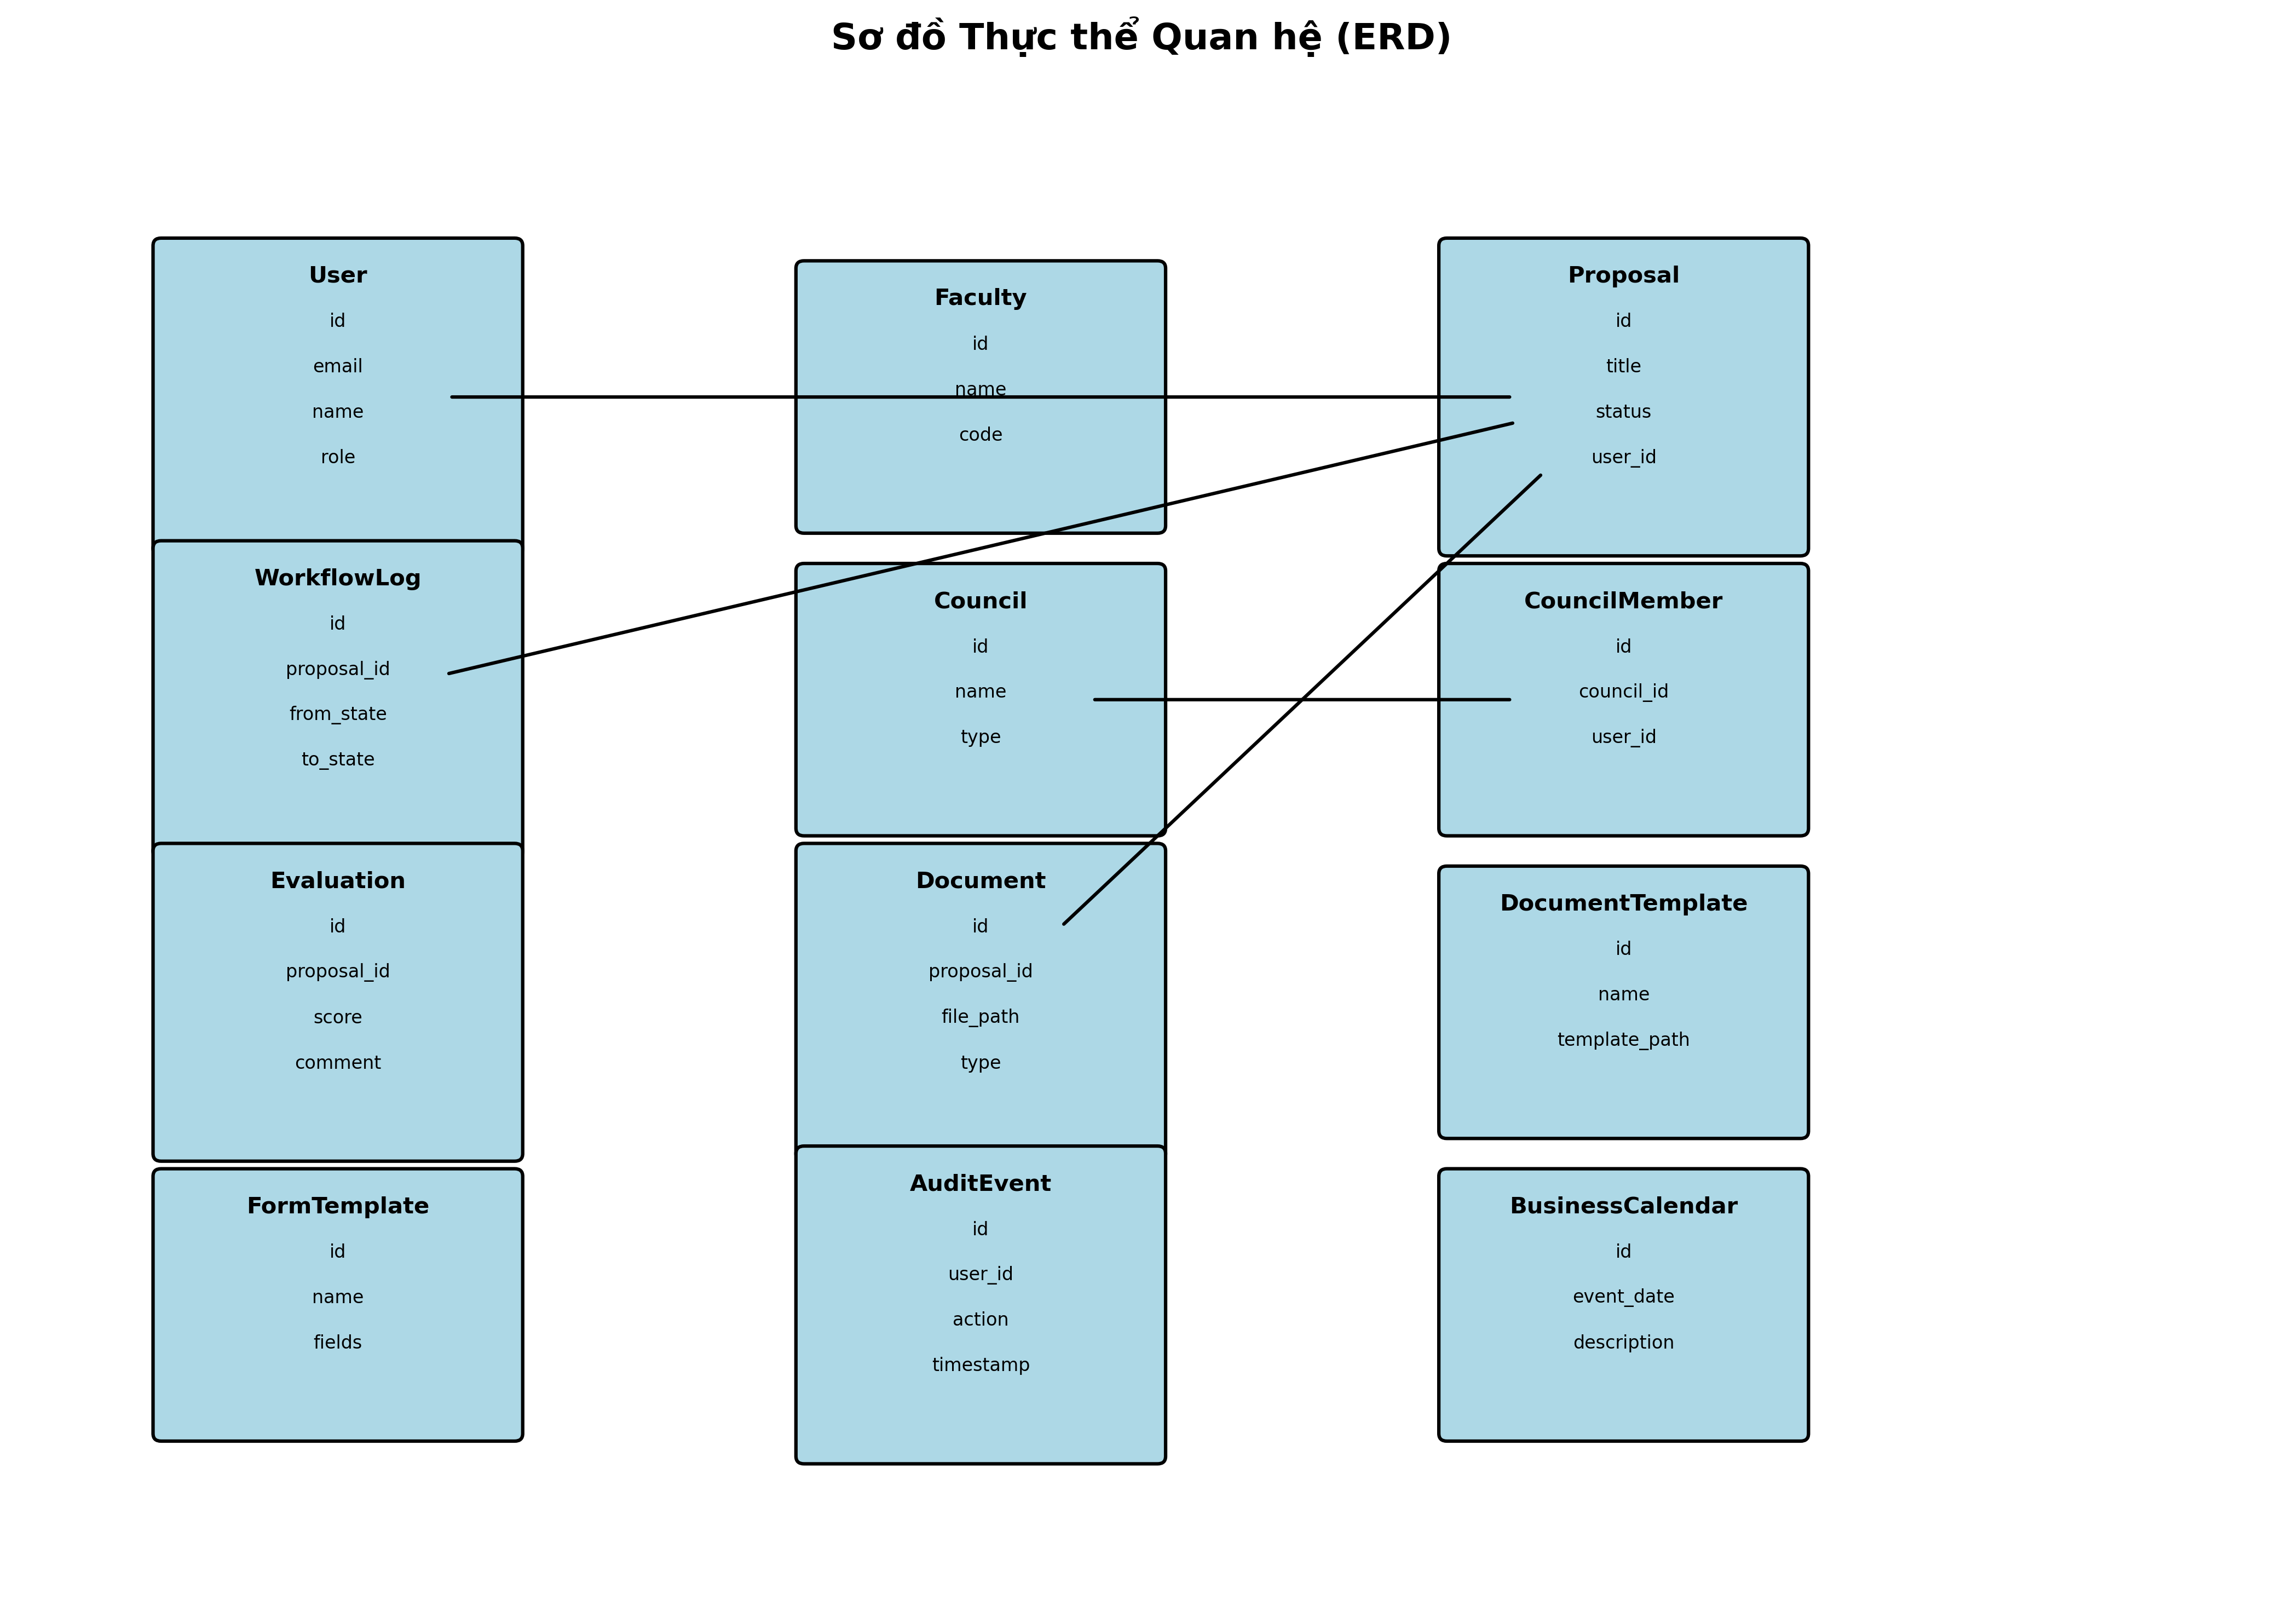 Sơ đồ Thực thể Quan hệ (ERD)
User
id
email
name
role
Faculty
id
name
code
Proposal
id
title
status
user_id
WorkflowLog
id
proposal_id
from_state
to_state
Council
id
name
type
CouncilMember
id
council_id
user_id
Evaluation
id
proposal_id
score
comment
Document
id
proposal_id
file_path
type
DocumentTemplate
id
name
template_path
FormTemplate
id
name
fields
AuditEvent
id
user_id
action
timestamp
BusinessCalendar
id
event_date
description